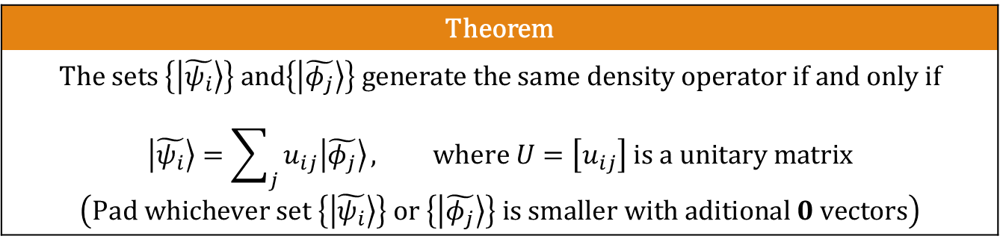 Theorem
The sets {|ψ̃ᵢ⟩} and{|ϕ̃ⱼ⟩} generate the same density operator if and only if
|ψ̃ᵢ⟩ = ∑ⱼ uᵢⱼ|ϕ̃ⱼ⟩, where U = [uᵢⱼ] is a unitary matrix
(Pad whichever set {|ψ̃ᵢ⟩} or {|ϕ̃ⱼ⟩} is smaller with aditional 0 vectors)